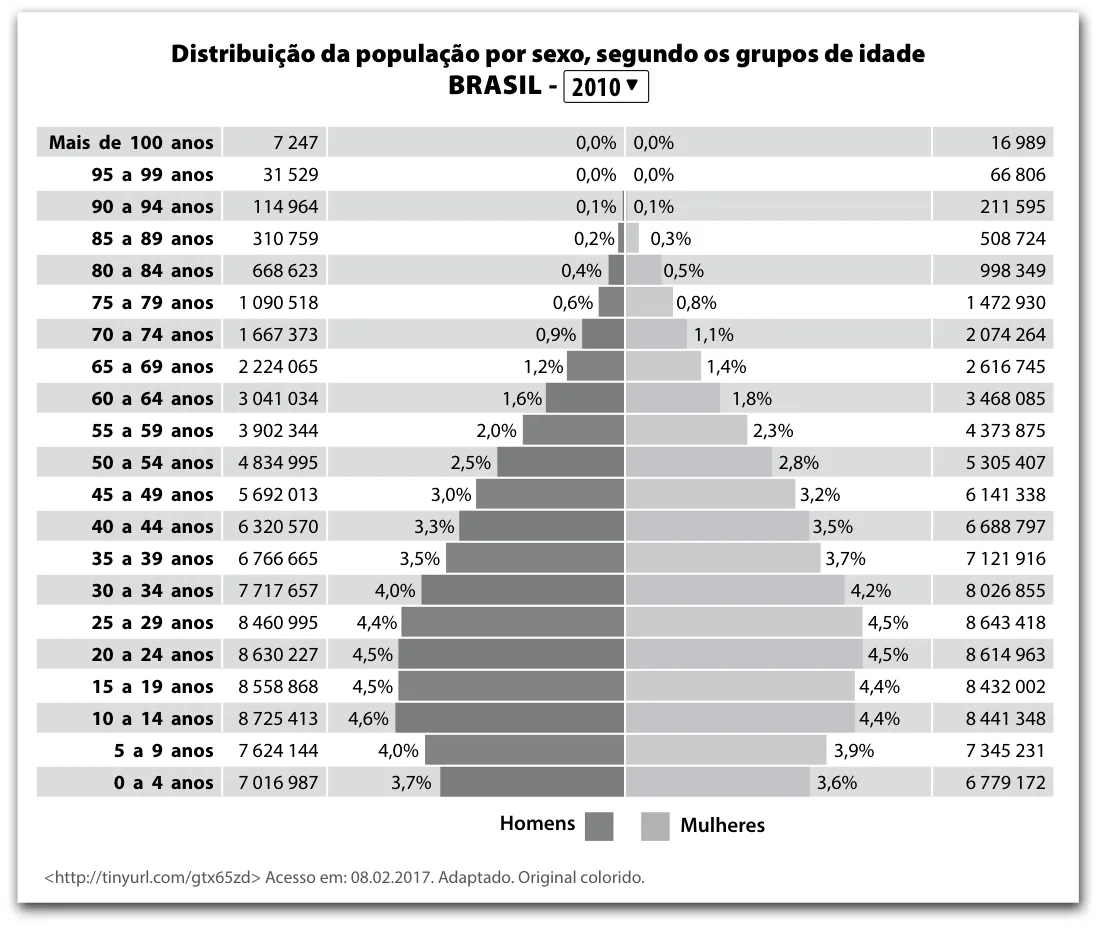 Distribuição da população por sexo, segundo os grupos de idade
BRASIL - 2010▼
Mais de 100 anos 7 247 0,0% 0,0% 16 989
95 a 99 anos 31 529 0,0% 0,0% 66 806
90 a 94 anos 114 964 0,1% 0,1% 211 595
85 a 89 anos 310 759 0,2% 0,3% 508 724
80 a 84 anos 668 623 0,4% 0,5% 998 349
75 a 79 anos 1 090 518 0,6% 0,8% 1 472 930
70 a 74 anos 1 667 373 0,9% 1,1% 2 074 264
65 a 69 anos 2 224 065 1,2% 1,4% 2 616 745
60 a 64 anos 3 041 034 1,6% 1,8% 3 468 085
55 a 59 anos 3 902 344 2,0% 2,3% 4 373 875
50 a 54 anos 4 834 995 2,5% 2,8% 5 305 407
45 a 49 anos 5 692 013 3,0% 3,2% 6 141 338
40 a 44 anos 6 320 570 3,3% 3,5% 6 688 797
35 a 39 anos 6 766 665 3,5% 3,7% 7 121 916
30 a 34 anos 7 717 657 4,0% 4,2% 8 026 855
25 a 29 anos 8 460 995 4,4% 4,5% 8 643 418
20 a 24 anos 8 630 227 4,5% 4,5% 8 614 963
15 a 19 anos 8 558 868 4,5% 4,4% 8 432 002
10 a 14 anos 8 725 413 4,6% 4,4% 8 441 348
5 a 9 anos 7 624 144 4,0% 3,9% 7 345 231
0 a 4 anos 7 016 987 3,7% 3,6% 6 779 172
Homens Mulheres
<http://tinyurl.com/gtx65zd> Acesso em: 08.02.2017. Adaptado. Original colorido.